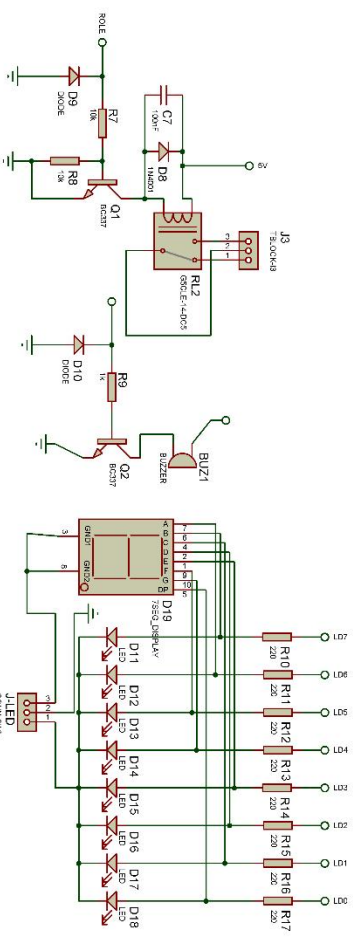 ROLE
D9
DIODE
R7
10k
R8
10k
Q1
BC337
C7
100nF
D8
1N4001
6V
RL2
G5CLE-14-DC5
J3
TBLOCK-I3
3
2
1
D10
DIODE
R9
1k
Q2
BC337
BUZ1
BUZZER
A 7
B 6
C 4
D 2
E 1
F 9
G 10
DP 5
3 GND1
8 GND2
D19
7SEG_DISPLAY
J-LED
3
2
1
D11
LED
D12
LED
D13
LED
D14
LED
D15
LED
D16
LED
D17
LED
D18
LED
R10
220
R11
220
R12
220
R13
220
R14
220
R15
220
R16
220
R17
220
LD7
LD6
LD5
LD4
LD3
LD2
LD1
LD0